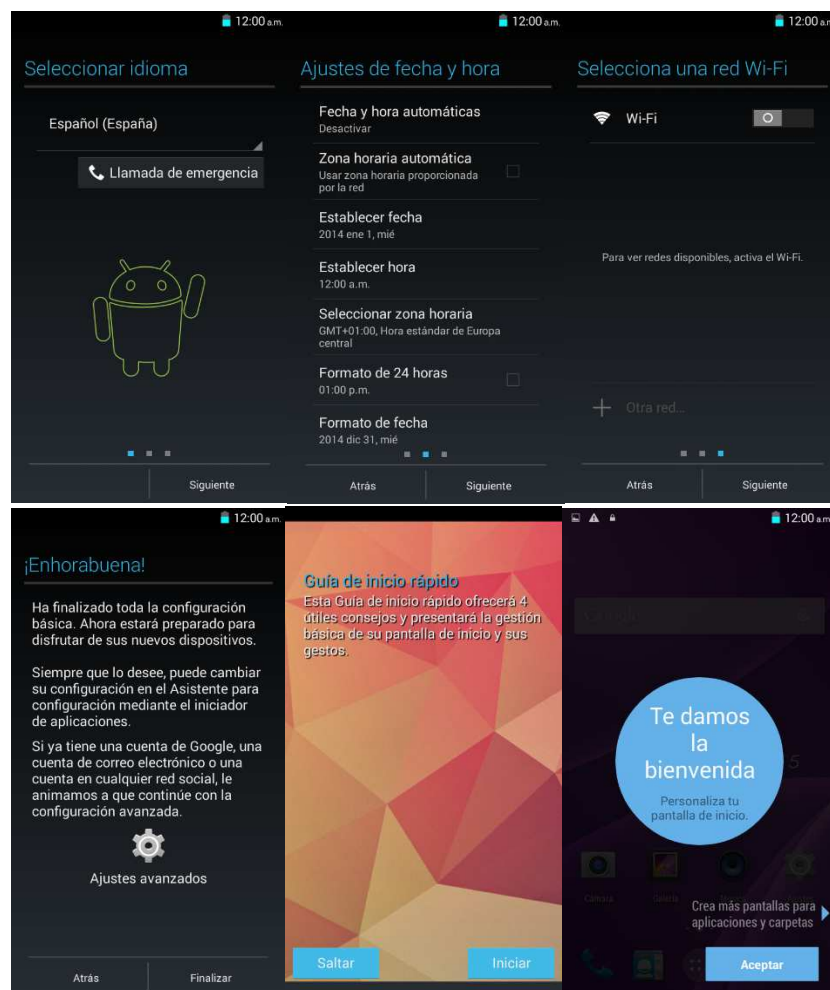 12:00 a.m.
Seleccionar idioma
Español (España)
Llamada de emergencia
Siguiente
12:00 a.m.
Ajustes de fecha y hora
Fecha y hora automáticas
Desactivar
Zona horaria automática
Usar zona horaria proporcionada
por la red
Establecer fecha
2014 ene 1, mié
Establecer hora
12:00 a.m.
Seleccionar zona horaria
GMT+01:00, Hora estándar de Europa
central
Formato de 24 horas
01:00 p.m.
Formato de fecha
2014 dic 31, mié
Atrás
Siguiente
12:00 a.m
Selecciona una red Wi-Fi
Wi-Fi
Para ver redes disponibles, activa el Wi-Fi.
Otra red...
Atrás
Siguiente
12:00 a.m.
¡Enhorabuena!
Ha finalizado toda la configuración
básica. Ahora estará preparado para
disfrutar de sus nuevos dispositivos.
Siempre que lo desee, puede cambiar
su configuración en el Asistente para
configuración mediante el iniciador
de aplicaciones.
Si ya tiene una cuenta de Google, una
cuenta de correo electrónico o una
cuenta en cualquier red social, le
animamos a que continúe con la
configuración avanzada.
Ajustes avanzados
Atrás
Finalizar
Guía de inicio rápido
Esta Guía de inicio rápido ofrecerá 4
útiles consejos y presentará la gestión
básica de su pantalla de inicio y sus
gestos.
Saltar
Iniciar
12:00 a.m
Te damos
la
bienvenida
Personaliza tu
pantalla de inicio.
Cámara
Galería
Crea más pantallas para
aplicaciones y carpetas
Aceptar